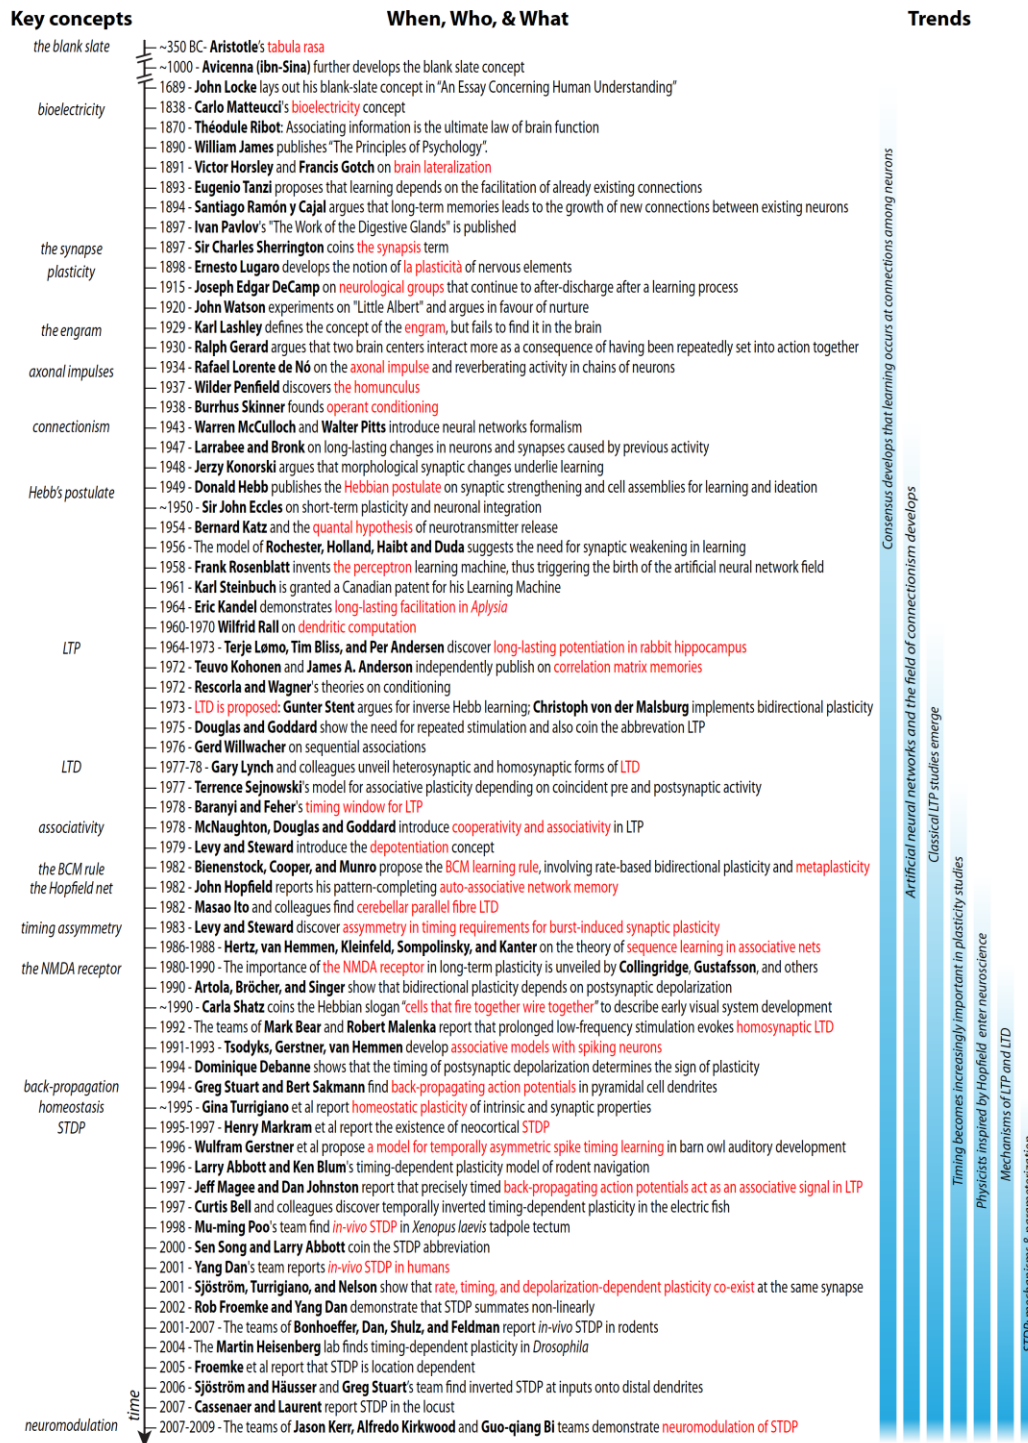 Key concepts
When, Who, & What
Trends
the blank slate
~350 BC- Aristotle's tabula rasa
~1000 - Avicenna (ibn-Sina) further develops the blank slate concept
1689 - John Locke lays out his blank-slate concept in "An Essay Concerning Human Understanding"
bioelectricity
1838 - Carlo Matteucci's bioelectricity concept
1870 - Théodule Ribot: Associating information is the ultimate law of brain function
1890 - William James publishes "The Principles of Psychology".
1891 - Victor Horsley and Francis Gotch on brain lateralization
1893 - Eugenio Tanzi proposes that learning depends on the facilitation of already existing connections
1894 - Santiago Ramón y Cajal argues that long-term memories leads to the growth of new connections between existing neurons
1897 - Ivan Pavlov's "The Work of the Digestive Glands" is published
the synapse
1897 - Sir Charles Sherrington coins the synapsis term
plasticity
1898 - Ernesto Lugaro develops the notion of la plasticità of nervous elements
1915 - Joseph Edgar DeCamp on neurological groups that continue to after-discharge after a learning process
1920 - John Watson experiments on "Little Albert" and argues in favour of nurture
the engram
1929 - Karl Lashley defines the concept of the engram, but fails to find it in the brain
1930 - Ralph Gerard argues that two brain centers interact more as a consequence of having been repeatedly set into action together
axonal impulses
1934 - Rafael Lorente de Nó on the axonal impulse and reverberating activity in chains of neurons
1937 - Wilder Penfield discovers the homunculus
1938 - Burrhus Skinner founds operant conditioning
connectionism
1943 - Warren McCulloch and Walter Pitts introduce neural networks formalism
1947 - Larrabee and Bronk on long-lasting changes in neurons and synapses caused by previous activity
1948 - Jerzy Konorski argues that morphological synaptic changes underlie learning
Hebb's postulate
1949 - Donald Hebb publishes the Hebbian postulate on synaptic strengthening and cell assemblies for learning and ideation
~1950 - Sir John Eccles on short-term plasticity and neuronal integration
1954 - Bernard Katz and the quantal hypothesis of neurotransmitter release
1956 - The model of Rochester, Holland, Haibt and Duda suggests the need for synaptic weakening in learning
1958 - Frank Rosenblatt invents the perceptron learning machine, thus triggering the birth of the artificial neural network field
1961 - Karl Steinbuch is granted a Canadian patent for his Learning Machine
1964 - Eric Kandel demonstrates long-lasting facilitation in Aplysia
1960-1970 Wilfrid Rall on dendritic computation
LTP
1964-1973 - Terje Lømo, Tim Bliss, and Per Andersen discover long-lasting potentiation in rabbit hippocampus
1972 - Teuvo Kohonen and James A. Anderson independently publish on correlation matrix memories
1972 - Rescorla and Wagner's theories on conditioning
1973 - LTD is proposed: Gunter Stent argues for inverse Hebb learning; Christoph von der Malsburg implements bidirectional plasticity
1975 - Douglas and Goddard show the need for repeated stimulation and also coin the abbrevation LTP
1976 - Gerd Willwacher on sequential associations
LTD
1977-78 - Gary Lynch and colleagues unveil heterosynaptic and homosynaptic forms of LTD
1977 - Terrence Sejnowski's model for associative plasticity depending on coincident pre and postsynaptic activity
1978 - Baranyi and Feher's timing window for LTP
associativity
1978 - McNaughton, Douglas and Goddard introduce cooperativity and associativity in LTP
1979 - Levy and Steward introduce the depotentiation concept
the BCM rule
1982 - Bienenstock, Cooper, and Munro propose the BCM learning rule, involving rate-based bidirectional plasticity and metaplasticity
the Hopfield net
1982 - John Hopfield reports his pattern-completing auto-associative network memory
1982 - Masao Ito and colleagues find cerebellar parallel fibre LTD
timing assymmetry
1983 - Levy and Steward discover assymmetry in timing requirements for burst-induced synaptic plasticity
1986-1988 - Hertz, van Hemmen, Kleinfeld, Sompolinsky, and Kanter on the theory of sequence learning in associative nets
the NMDA receptor
1980-1990 - The importance of the NMDA receptor in long-term plasticity is unveiled by Collingridge, Gustafsson, and others
1990 - Artola, Bröcher, and Singer show that bidirectional plasticity depends on postsynaptic depolarization
~1990 - Carla Shatz coins the Hebbian slogan "cells that fire together wire together" to describe early visual system development
1992 - The teams of Mark Bear and Robert Malenka report that prolonged low-frequency stimulation evokes homosynaptic LTD
1991-1993 - Tsodyks, Gerstner, van Hemmen develop associative models with spiking neurons
1994 - Dominique Debanne shows that the timing of postsynaptic depolarization determines the sign of plasticity
back-propagation
1994 - Greg Stuart and Bert Sakmann find back-propagating action potentials in pyramidal cell dendrites
homeostasis
~1995 - Gina Turrigiano et al report homeostatic plasticity of intrinsic and synaptic properties
STDP
1995-1997 - Henry Markram et al report the existence of neocortical STDP
1996 - Wulfram Gerstner et al propose a model for temporally asymmetric spike timing learning in barn owl auditory development
1996 - Larry Abbott and Ken Blum's timing-dependent plasticity model of rodent navigation
1997 - Jeff Magee and Dan Johnston report that precisely timed back-propagating action potentials act as an associative signal in LTP
1997 - Curtis Bell and colleagues discover temporally inverted timing-dependent plasticity in the electric fish
1998 - Mu-ming Poo's team find in-vivo STDP in Xenopus laevis tadpole tectum
2000 - Sen Song and Larry Abbott coin the STDP abbreviation
2001 - Yang Dan's team reports in-vivo STDP in humans
2001 - Sjöström, Turrigiano, and Nelson show that rate, timing, and depolarization-dependent plasticity co-exist at the same synapse
2002 - Rob Froemke and Yang Dan demonstrate that STDP summates non-linearly
2001-2007 - The teams of Bonhoeffer, Dan, Shulz, and Feldman report in-vivo STDP in rodents
2004 - The Martin Heisenberg lab finds timing-dependent plasticity in Drosophila
2005 - Froemke et al report that STDP is location dependent
2006 - Sjöström and Häusser and Greg Stuart's team find inverted STDP at inputs onto distal dendrites
2007 - Cassenaer and Laurent report STDP in the locust
neuromodulation
2007-2009 - The teams of Jason Kerr, Alfredo Kirkwood and Guo-qiang Bi teams demonstrate neuromodulation of STDP
time
Consensus develops that learning occurs at connections among neurons
Artificial neural networks and the field of connectionism develops
Classical LTP studies emerge
Timing becomes increasingly important in plasticity studies
Physicists inspired by Hopfield enter neuroscience
Mechanisms of LTP and LTD